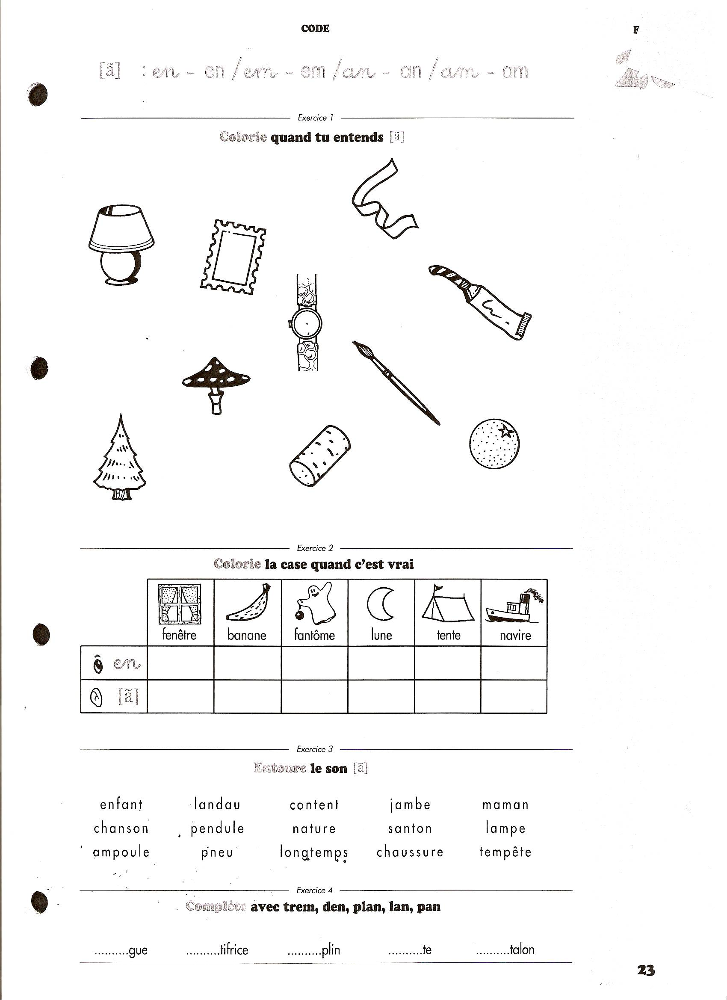 CODE F
[ã] : en - en / em - em / an - an / am - am
Exercice 1
Colorie quand tu entends [ã]
Exercice 2
Colorie la case quand c'est vrai
fenêtre banane fantôme lune tente navire
en
[ã]
Exercice 3
Entoure le son [ã]
enfant landau content jambe maman
chanson pendule nature santon lampe
ampoule pneu longtemps chaussure tempête
Exercice 4
Complète avec trem, den, plan, lan, pan
..........gue ..........tifrice ..........plin ..........te ..........talon
23